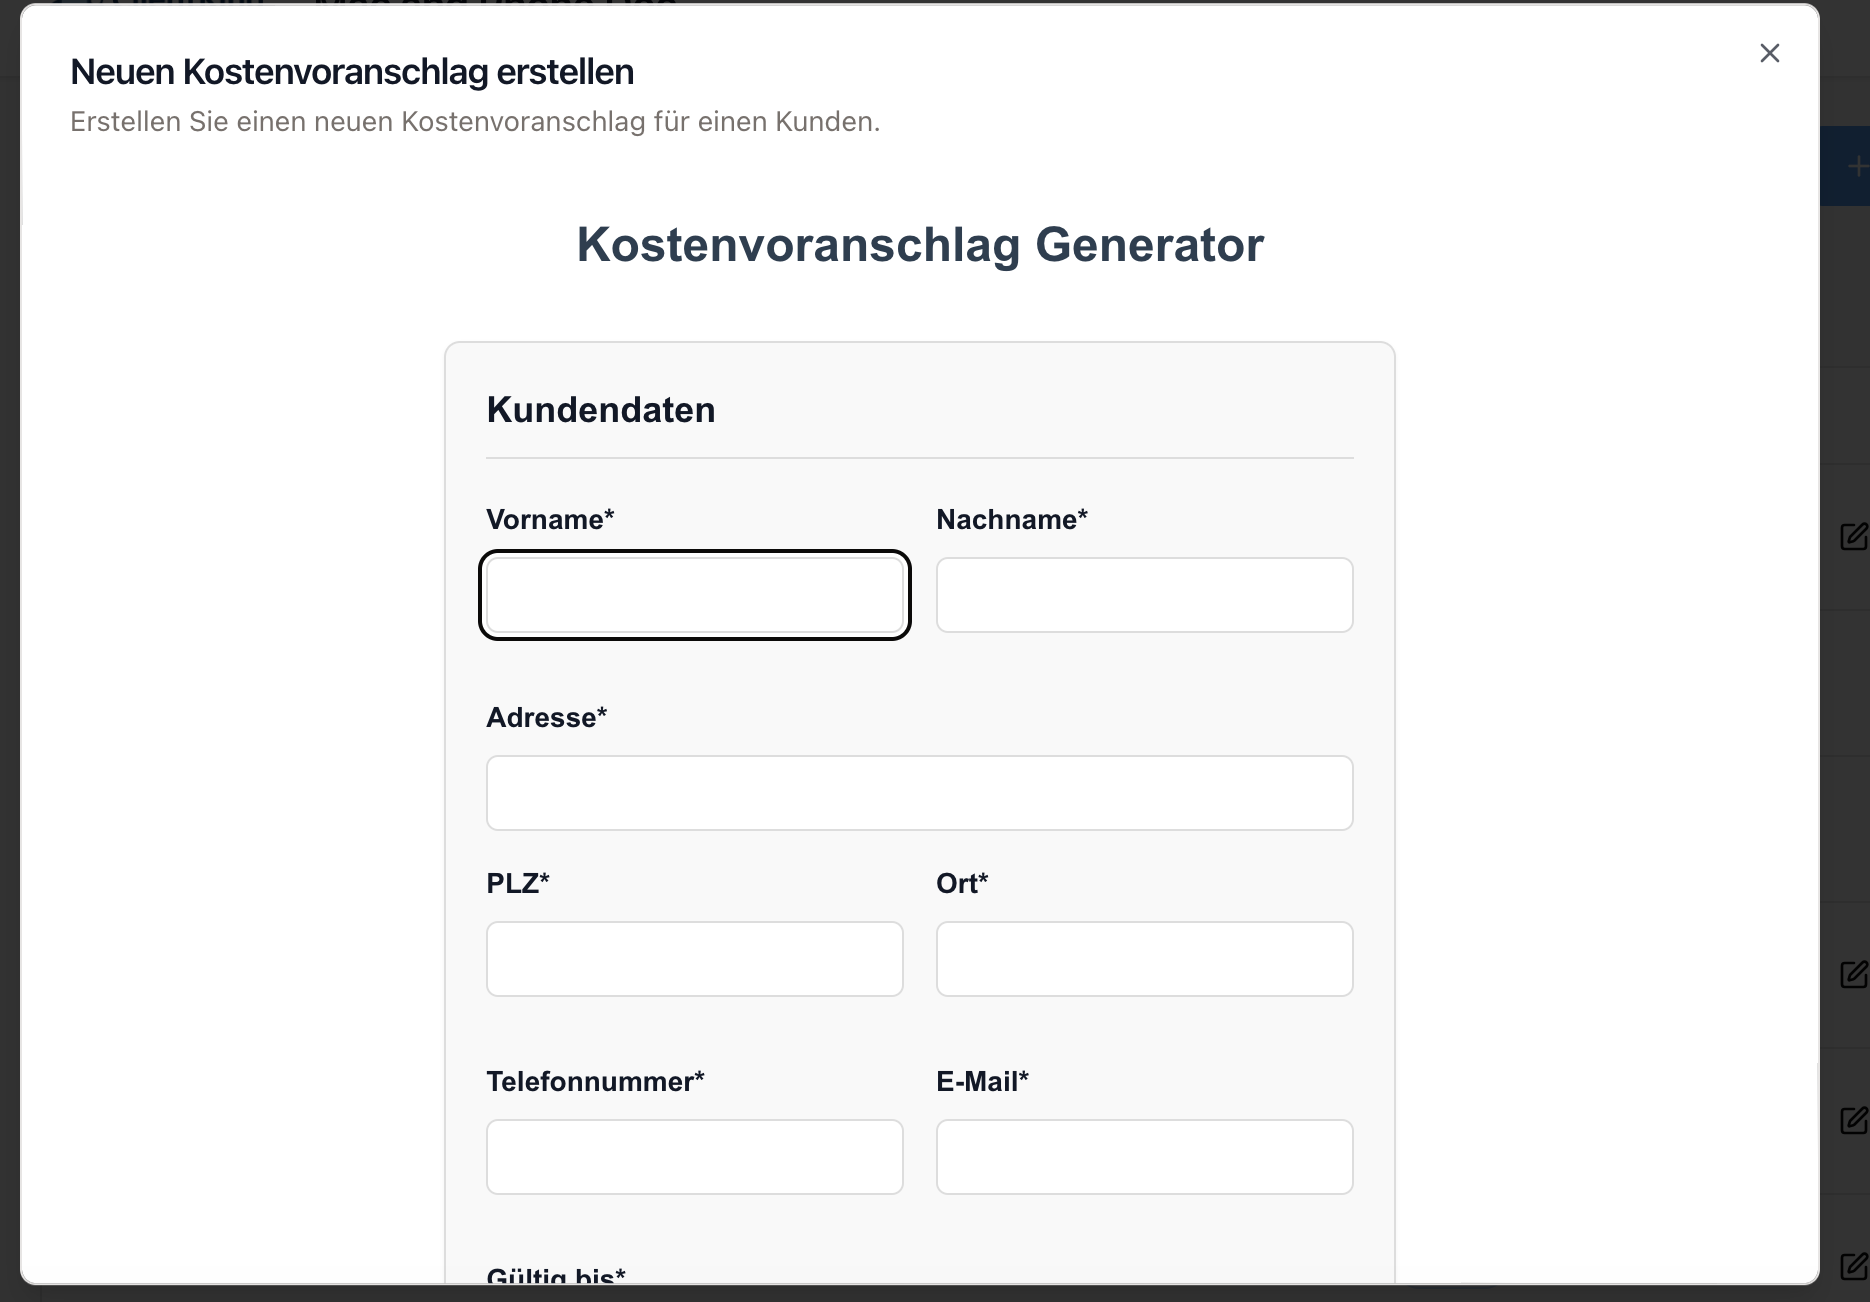 Neuen Kostenvoranschlag erstellen
Erstellen Sie einen neuen Kostenvoranschlag für einen Kunden.
Kostenvoranschlag Generator
Kundendaten
Vorname* Nachname*
Adresse*
PLZ* Ort*
Telefonnummer* E-Mail*
Gültig bis*